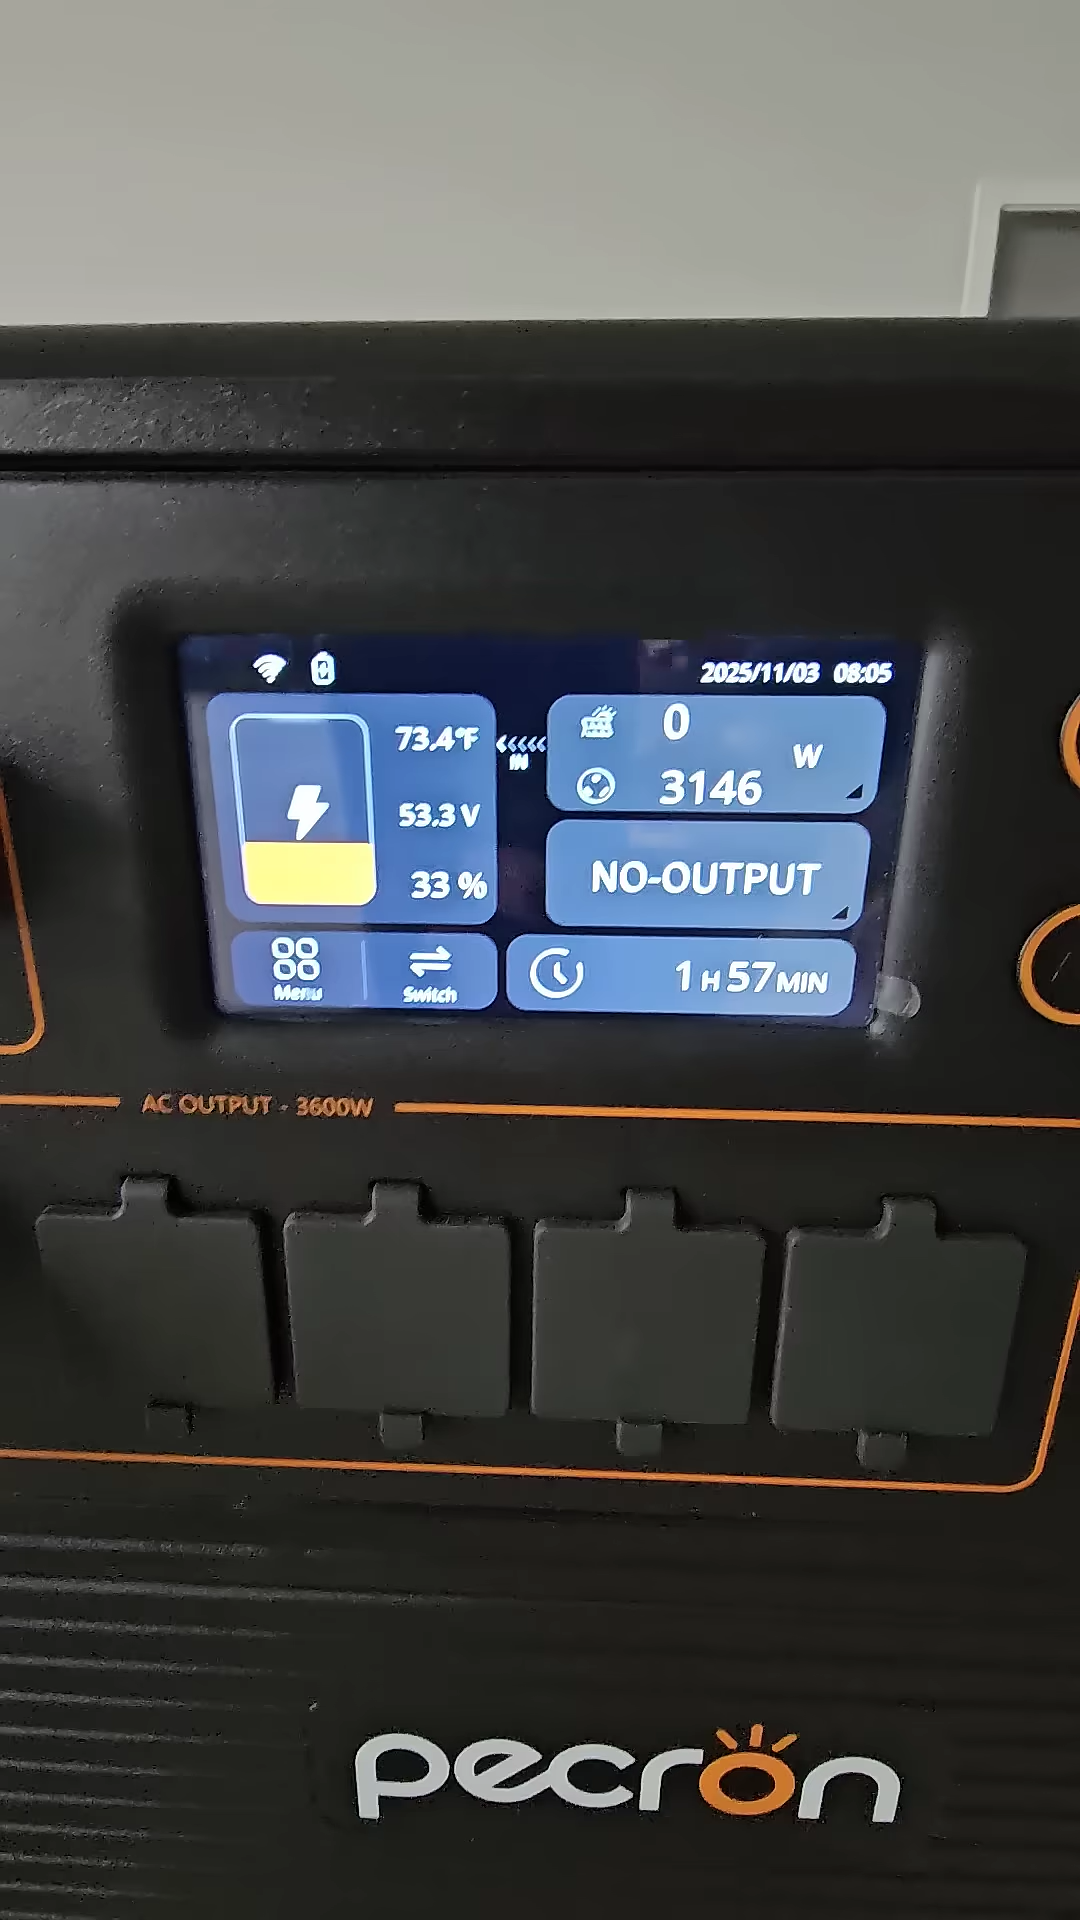 2025/11/03 08:05
73.4°F
53.3 V
33 %
IN
0
3146
W
NO-OUTPUT
Menu
Switch
1 H 57 MIN
AC OUTPUT - 3600W
pecron